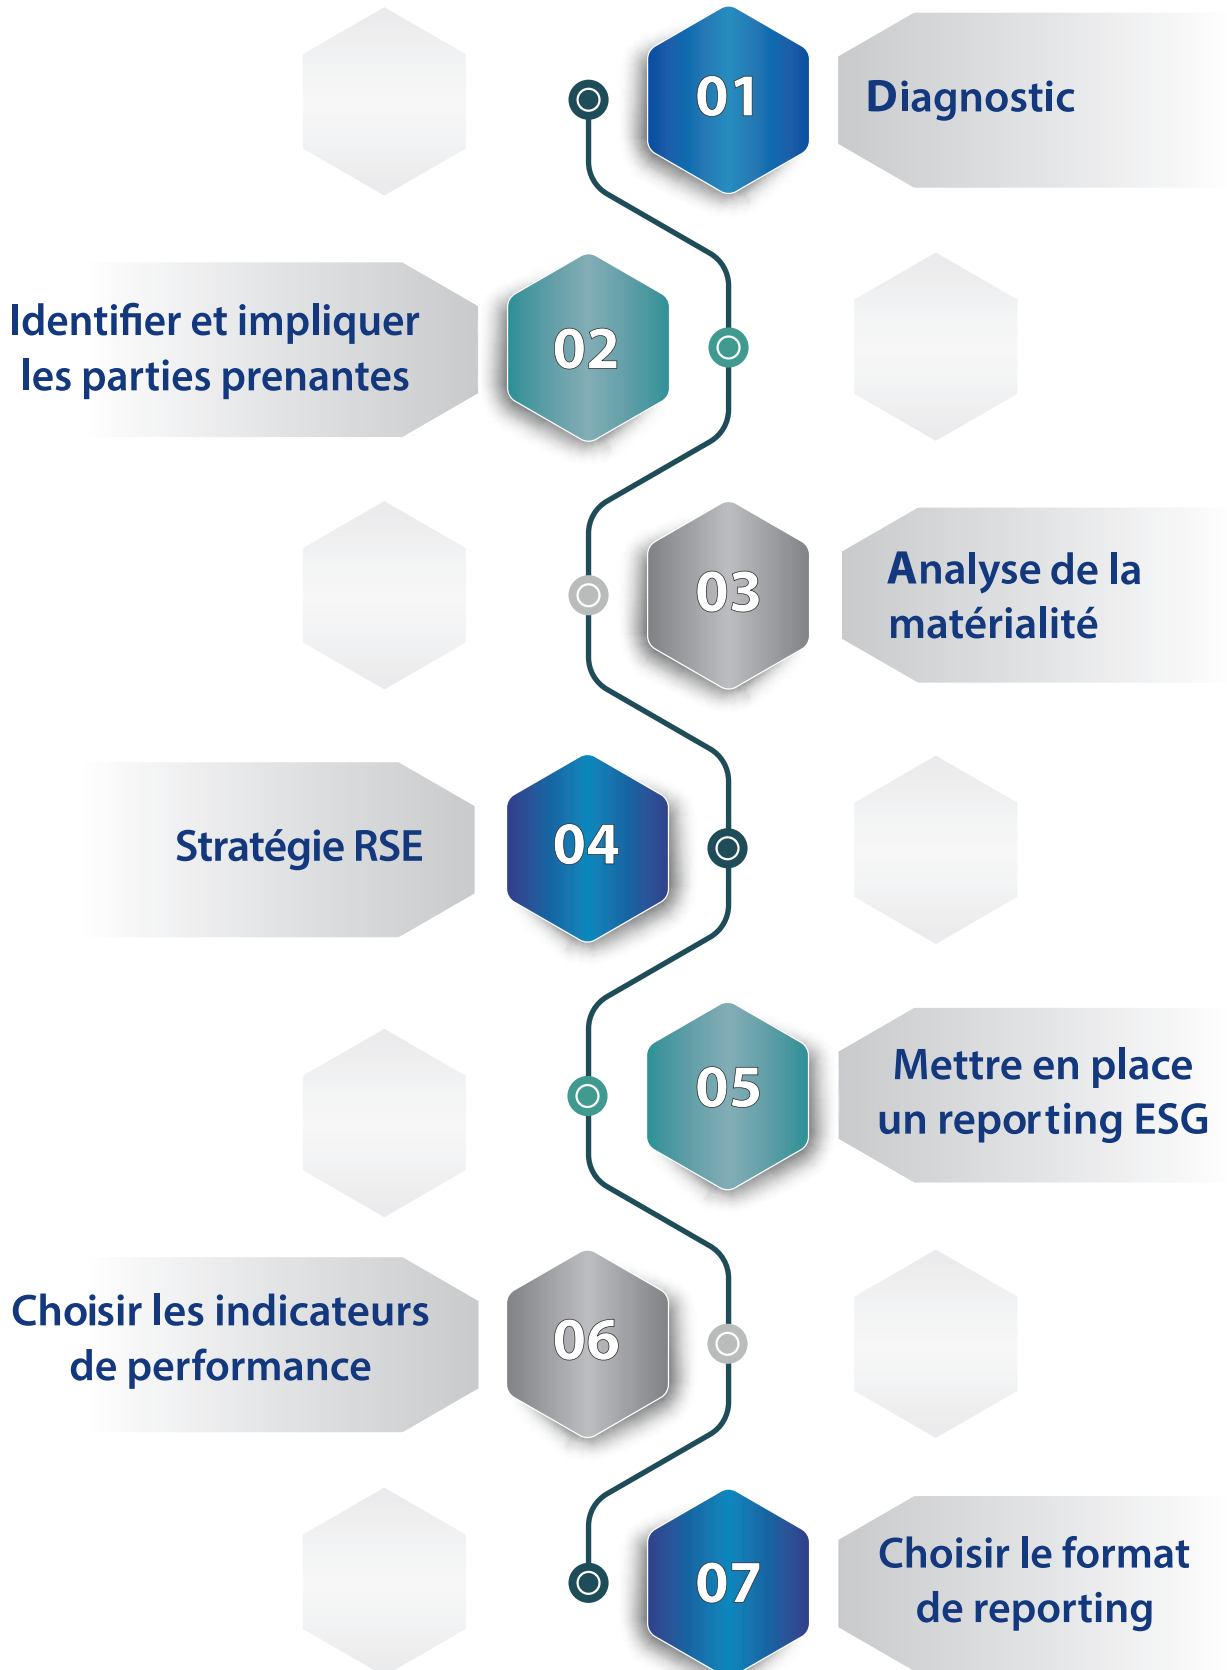 01
Diagnostic
02
Identifier et impliquer
les parties prenantes
03
Analyse de la
matérialité
04
Stratégie RSE
05
Mettre en place
un reporting ESG
06
Choisir les indicateurs
de performance
07
Choisir le format
de reporting